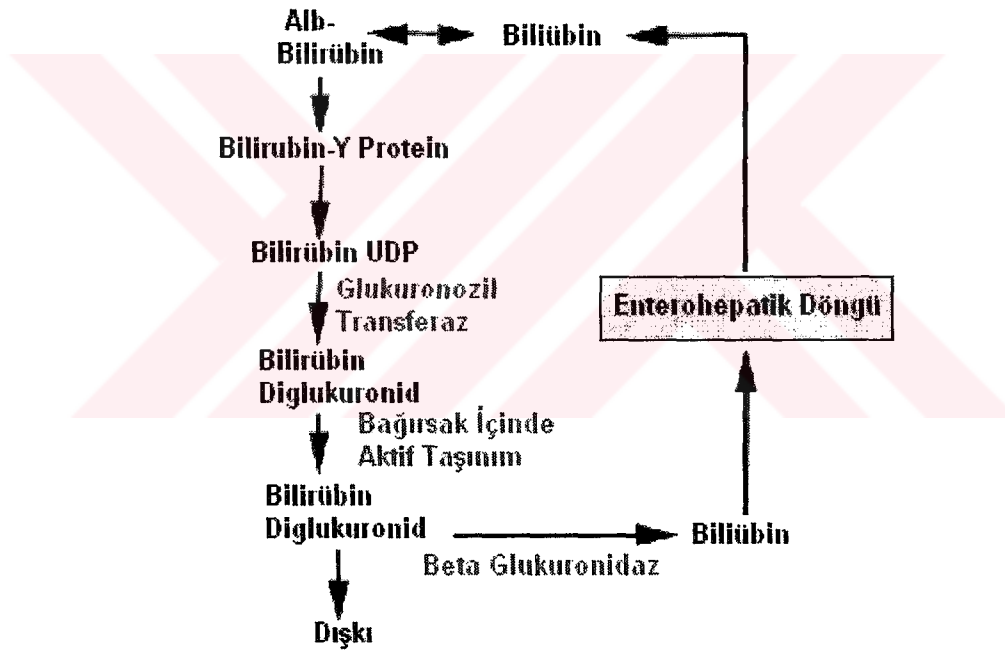 Alb-
Bilirübin
Biliübin
Bilirubin-Y Protein
Bilirübin UDP
Glukuronozil
Transferaz
Enterohepatik Döngü
Bilirübin
Diglukuronid
Bağırsak İçinde
Aktif Taşınım
Bilirübin
Diglukuronid
Biliübin
Beta Glukuronidaz
Dışkı